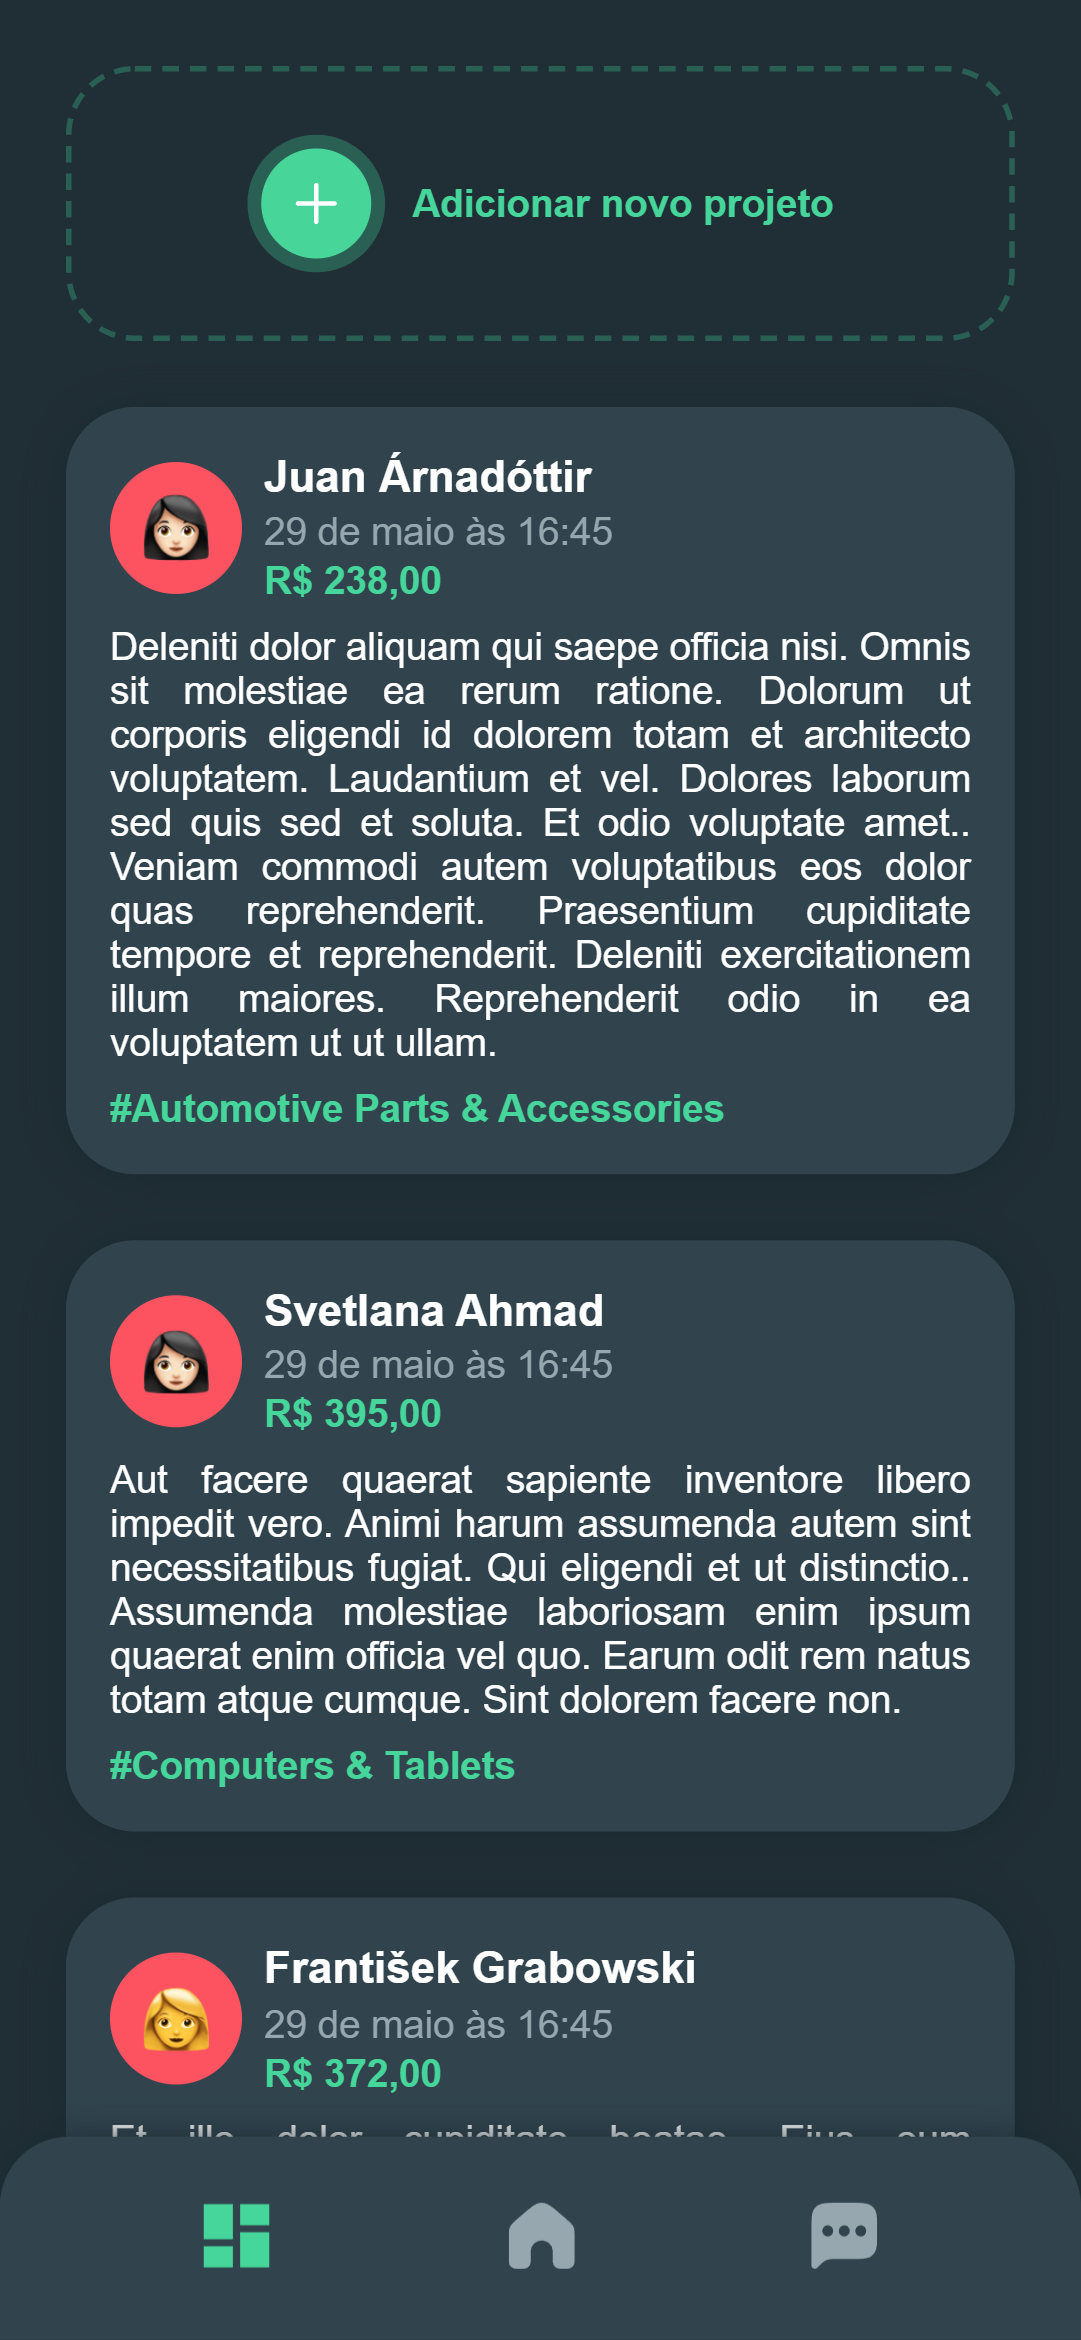 Adicionar novo projeto
Juan Árnadóttir
29 de maio às 16:45
R$ 238,00
Deleniti dolor aliquam qui saepe officia nisi. Omnis
sit molestiae ea rerum ratione. Dolorum ut
corporis eligendi id dolorem totam et architecto
voluptatem. Laudantium et vel. Dolores laborum
sed quis sed et soluta. Et odio voluptate amet..
Veniam commodi autem voluptatibus eos dolor
quas reprehenderit. Praesentium cupiditate
tempore et reprehenderit. Deleniti exercitationem
illum maiores. Reprehenderit odio in ea
voluptatem ut ut ullam.
#Automotive Parts & Accessories
Svetlana Ahmad
29 de maio às 16:45
R$ 395,00
Aut facere quaerat sapiente inventore libero
impedit vero. Animi harum assumenda autem sint
necessitatibus fugiat. Qui eligendi et ut distinctio..
Assumenda molestiae laboriosam enim ipsum
quaerat enim officia vel quo. Earum odit rem natus
totam atque cumque. Sint dolorem facere non.
#Computers & Tablets
František Grabowski
29 de maio às 16:45
R$ 372,00